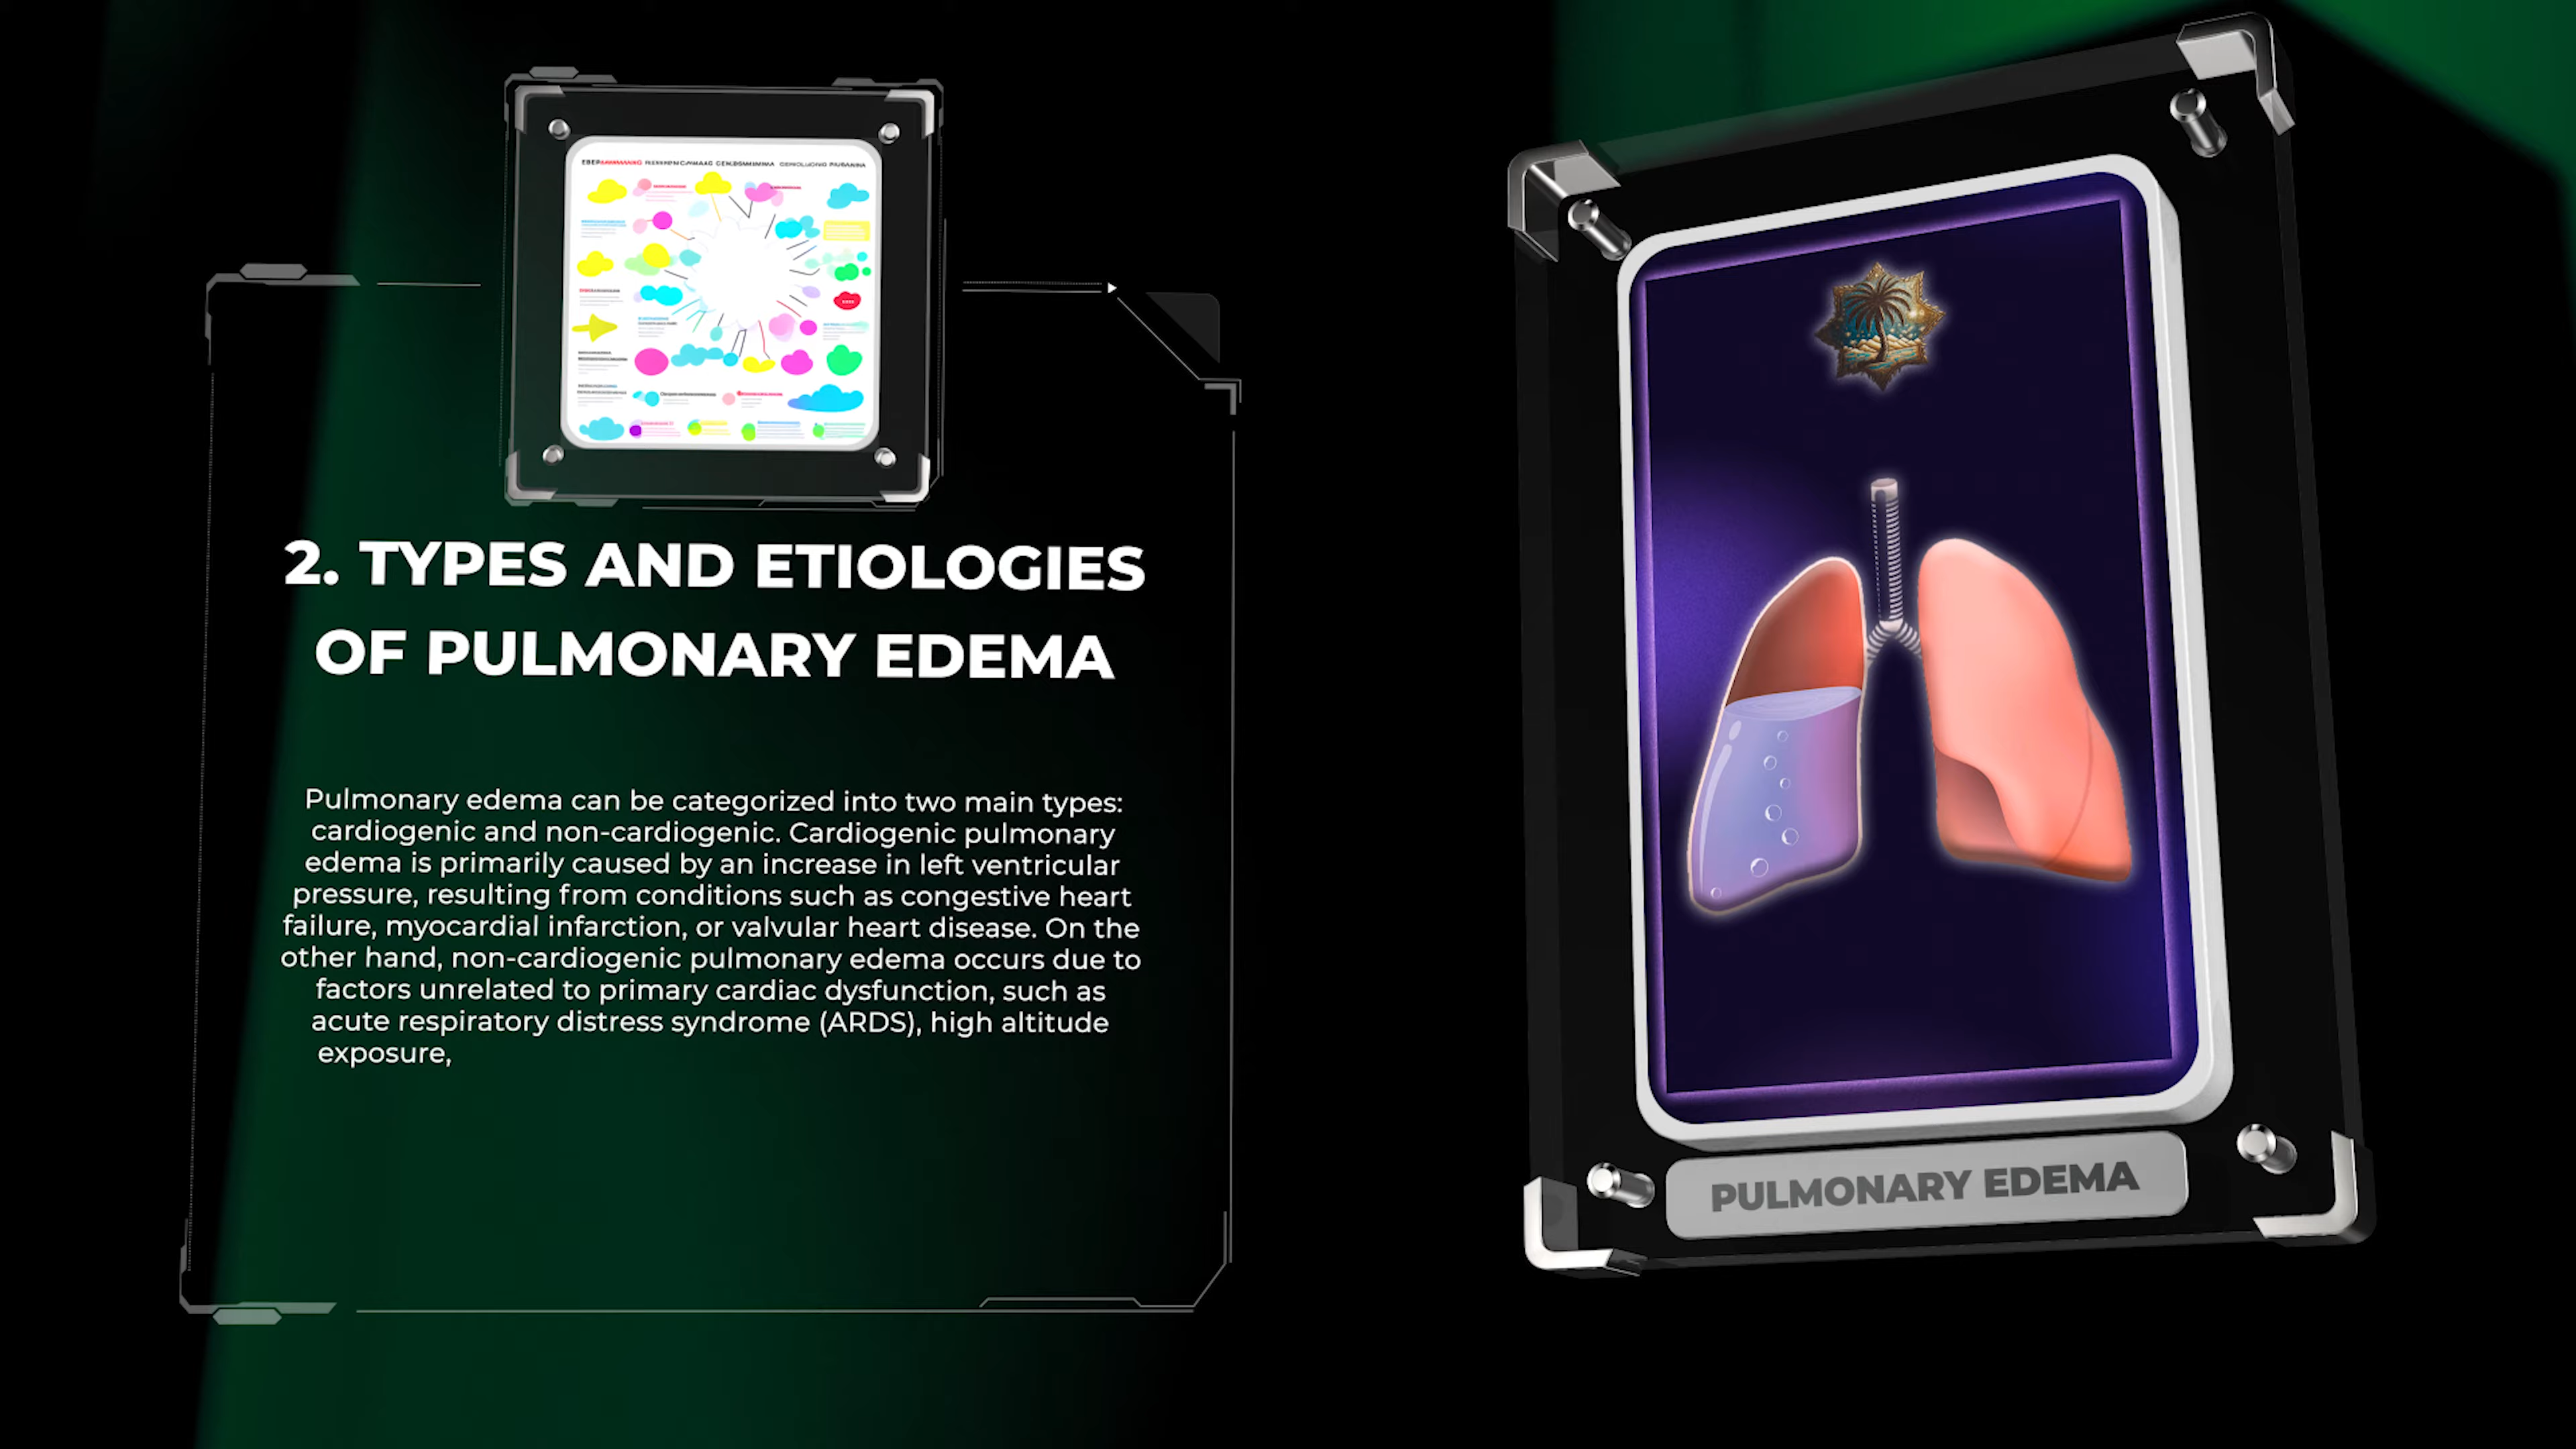 2. TYPES AND ETIOLOGIES
OF PULMONARY EDEMA
Pulmonary edema can be categorized into two main types:
cardiogenic and non-cardiogenic. Cardiogenic pulmonary
edema is primarily caused by an increase in left ventricular
pressure, resulting from conditions such as congestive heart
failure, myocardial infarction, or valvular heart disease. On the
other hand, non-cardiogenic pulmonary edema occurs due to
factors unrelated to primary cardiac dysfunction, such as
acute respiratory distress syndrome (ARDS), high altitude
exposure,
PULMONARY EDEMA